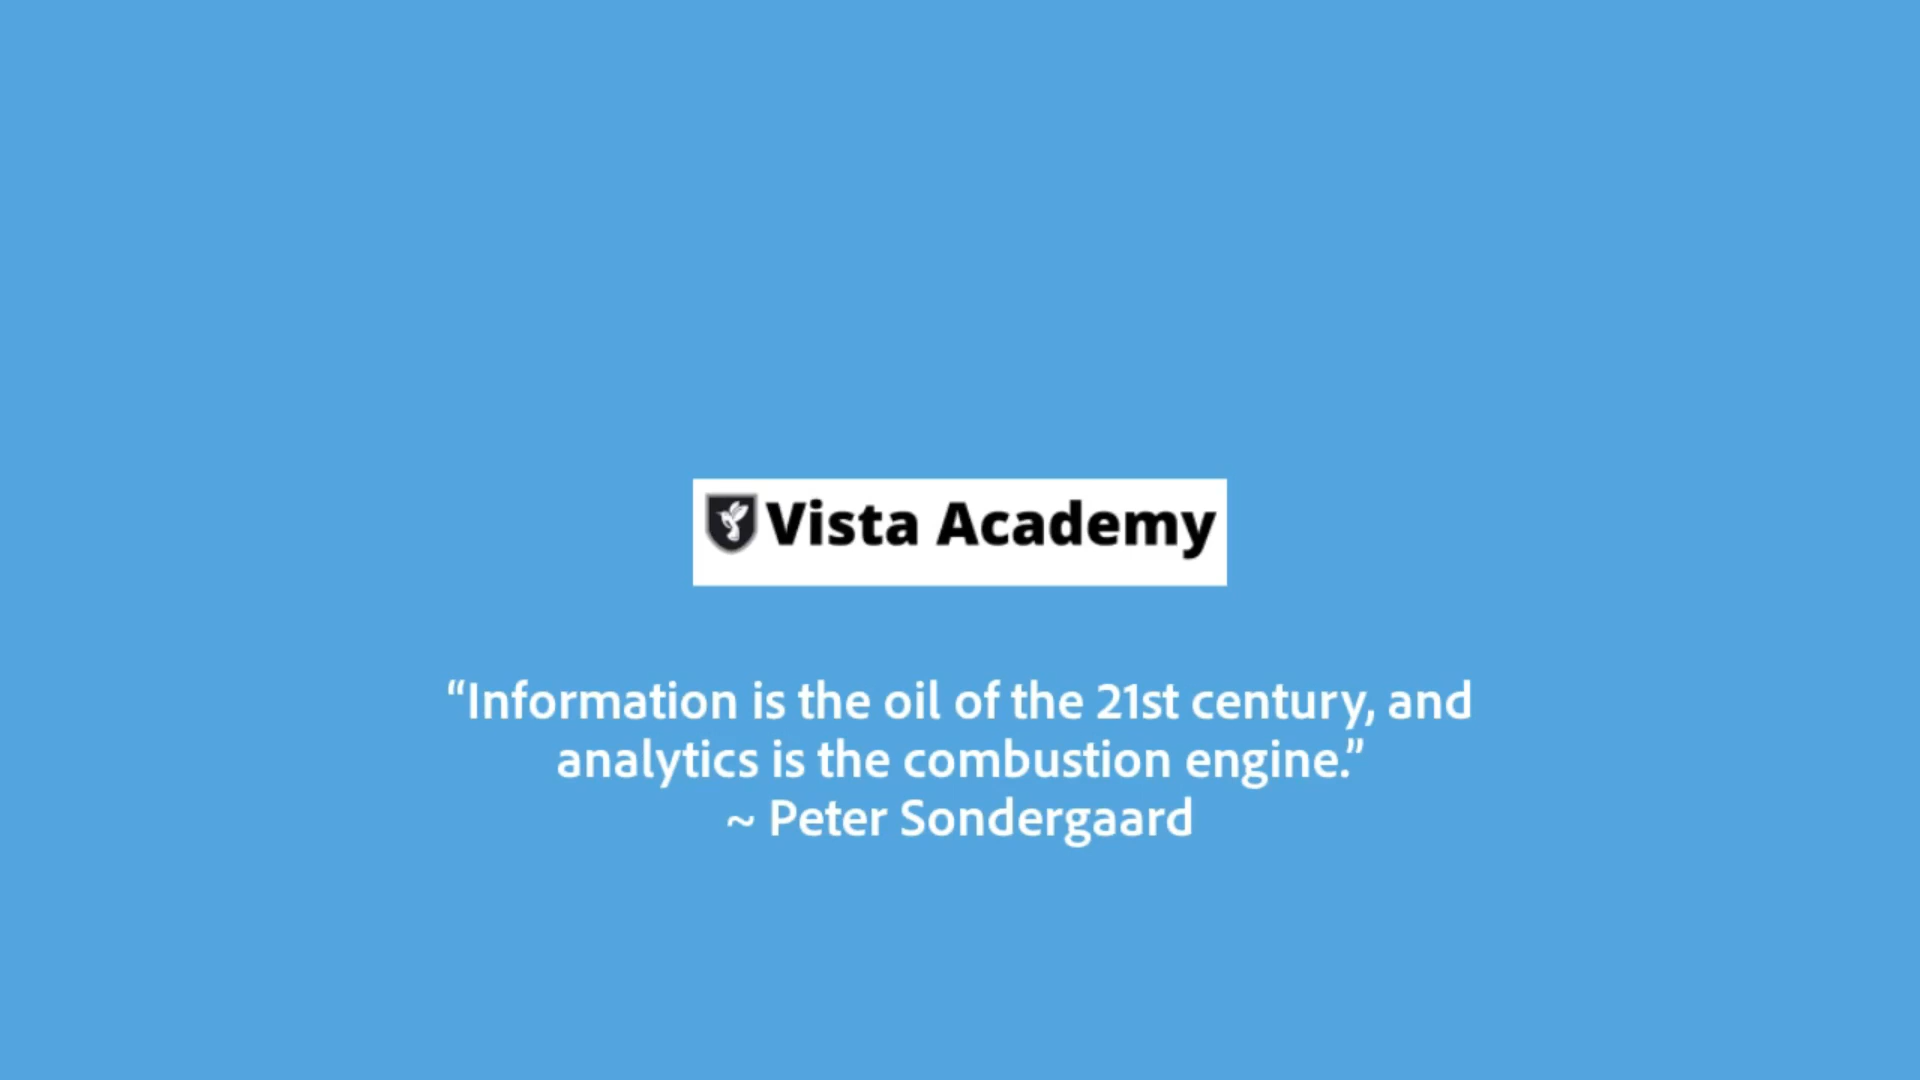 Vista Academy
“Information is the oil of the 21st century, and
analytics is the combustion engine.”
~ Peter Sondergaard